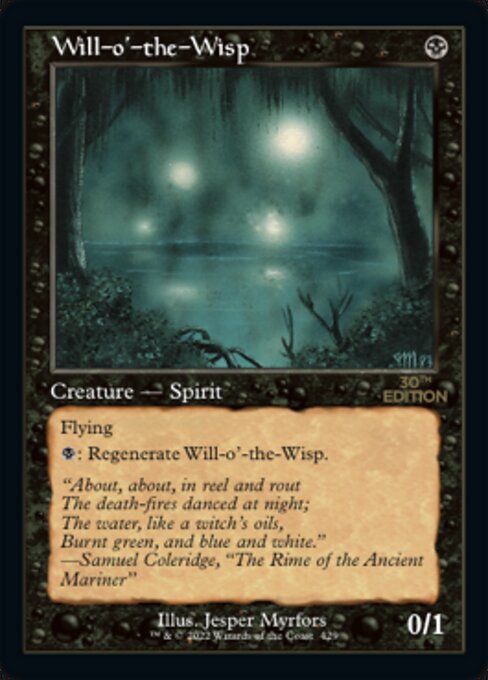 Will-o'-the-Wisp
Creature — Spirit
30TH EDITION
Flying
: Regenerate Will-o'-the-Wisp.
"About, about, in reel and rout
The death-fires danced at night;
The water, like a witch's oils,
Burnt green, and blue and white."
—Samuel Coleridge, "The Rime of the Ancient
Mariner"
Illus. Jesper Myrfors
™ & © 2022 Wizards of the Coast 429
0/1